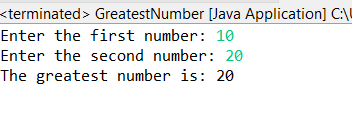 <terminated> GreatestNumber [Java Application] C:\
Enter the first number: 10
Enter the second number: 20
The greatest number is: 20